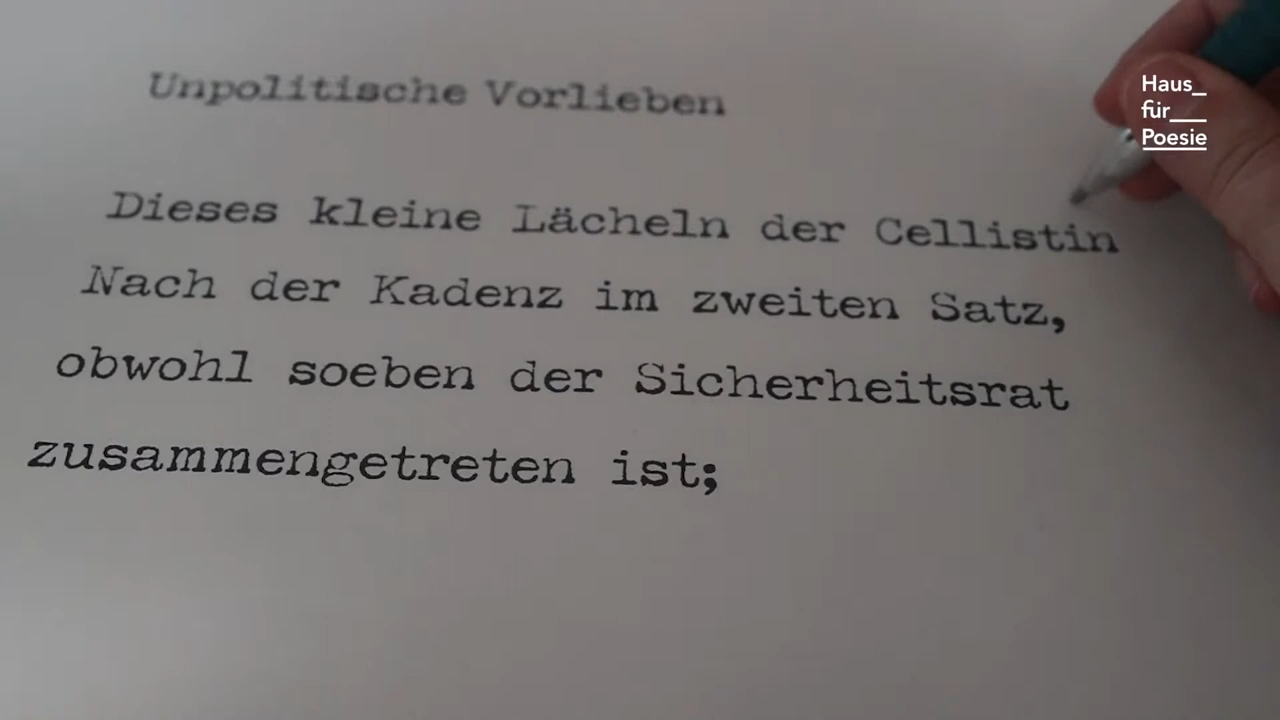 Unpolitische Vorlieben
Dieses kleine Lächeln der Cellistin
Nach der Kadenz im zweiten Satz,
obwohl soeben der Sicherheitsrat
zusammengetreten ist;
Haus_
für__
Poesie